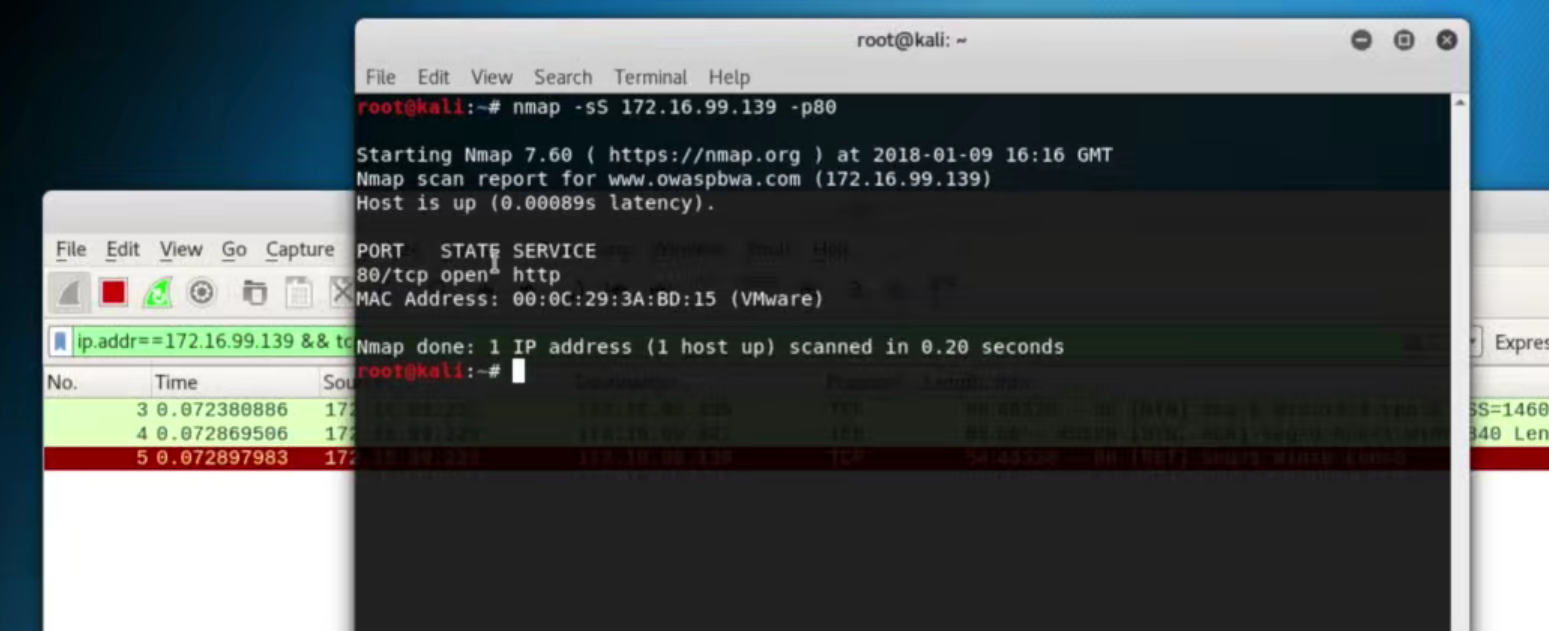 root@kali: ~
File Edit View Search Terminal Help
root@kali:~# nmap -sS 172.16.99.139 -p80
Starting Nmap 7.60 ( https://nmap.org ) at 2018-01-09 16:16 GMT
Nmap scan report for www.owaspbwa.com (172.16.99.139)
Host is up (0.00089s latency).
PORT STATE SERVICE
80/tcp open http
MAC Address: 00:0C:29:3A:BD:15 (VMware)
Nmap done: 1 IP address (1 host up) scanned in 0.20 seconds
root@kali:~#
File Edit View Go Capture
ip.addr==172.16.99.139 && tc
Expres
No. Time Sou
3 0.072380886 172 SS=1460
4 0.072869506 172 840 Len
5 0.072897983 172